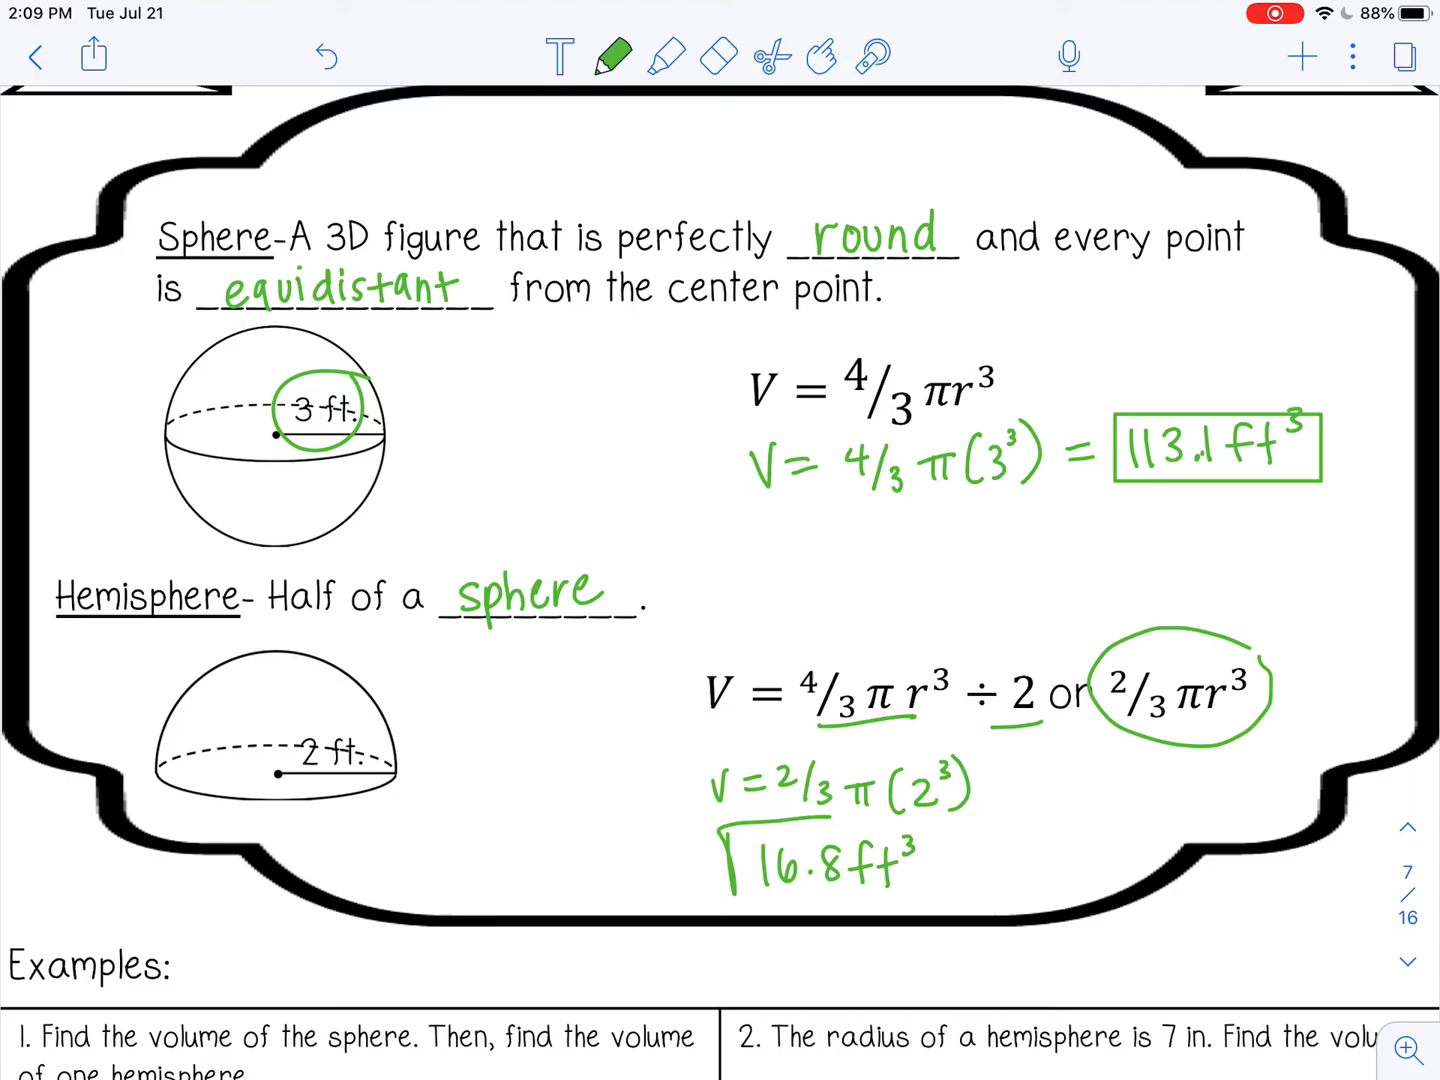 2:09 PM Tue Jul 21
88%
Sphere-A 3D figure that is perfectly round and every point
is equidistant from the center point.
3 ft.
V = 4/3 πr³
V = 4/3 π(3³) = 113.1 ft³
Hemisphere- Half of a sphere.
2 ft.
V = 4/3 π r³ ÷ 2 or 2/3 πr³
V = 2/3 π(2³)
16.8 ft³
7
/
16
Examples:
1. Find the volume of the sphere. Then, find the volume
of one hemisphere
2. The radius of a hemisphere is 7 in. Find the volu